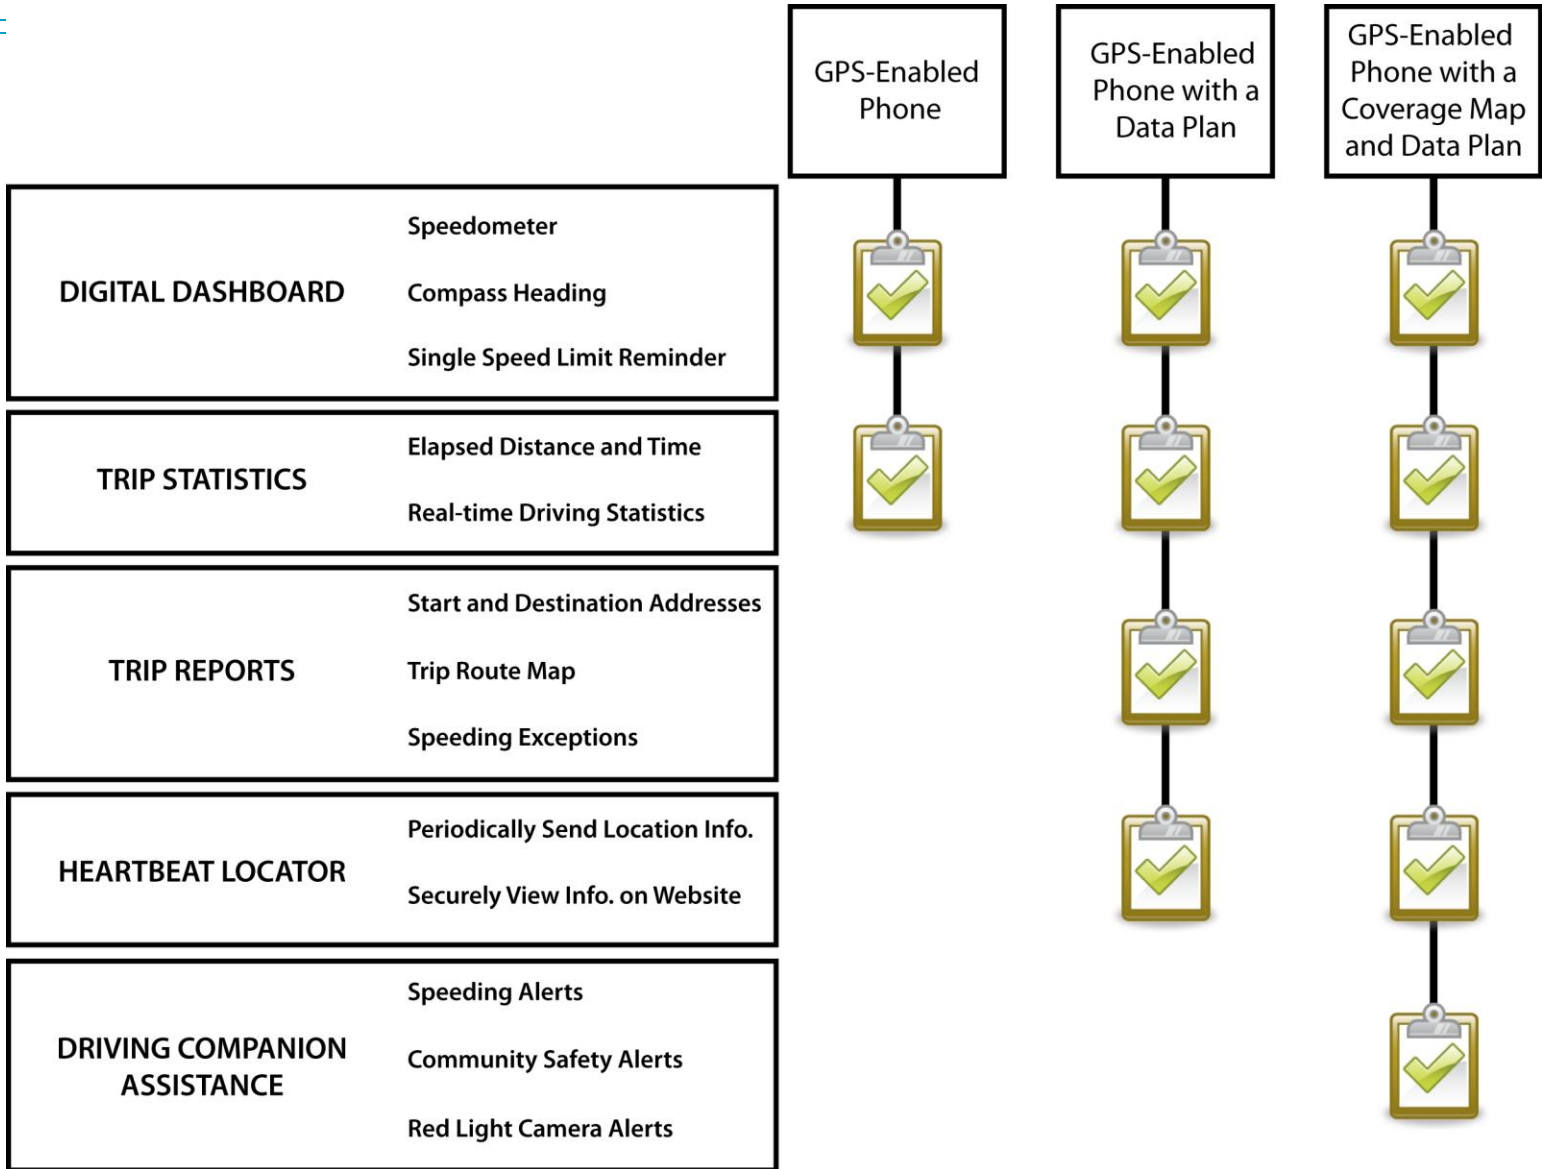 GPS-Enabled
Phone
GPS-Enabled
Phone with a
Data Plan
GPS-Enabled
Phone with a
Coverage Map
and Data Plan
DIGITAL DASHBOARD
Speedometer
Compass Heading
Single Speed Limit Reminder
TRIP STATISTICS
Elapsed Distance and Time
Real-time Driving Statistics
TRIP REPORTS
Start and Destination Addresses
Trip Route Map
Speeding Exceptions
HEARTBEAT LOCATOR
Periodically Send Location Info.
Securely View Info. on Website
DRIVING COMPANION
ASSISTANCE
Speeding Alerts
Community Safety Alerts
Red Light Camera Alerts